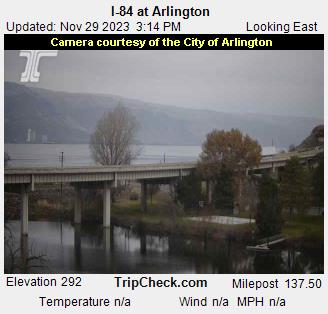 I-84 at Arlington
Updated: Nov 29 2023 3:14 PM Looking East
Camera courtesy of the City of Arlington
Elevation 292 TripCheck.com Milepost 137.50
Temperature n/a Wind n/a MPH n/a